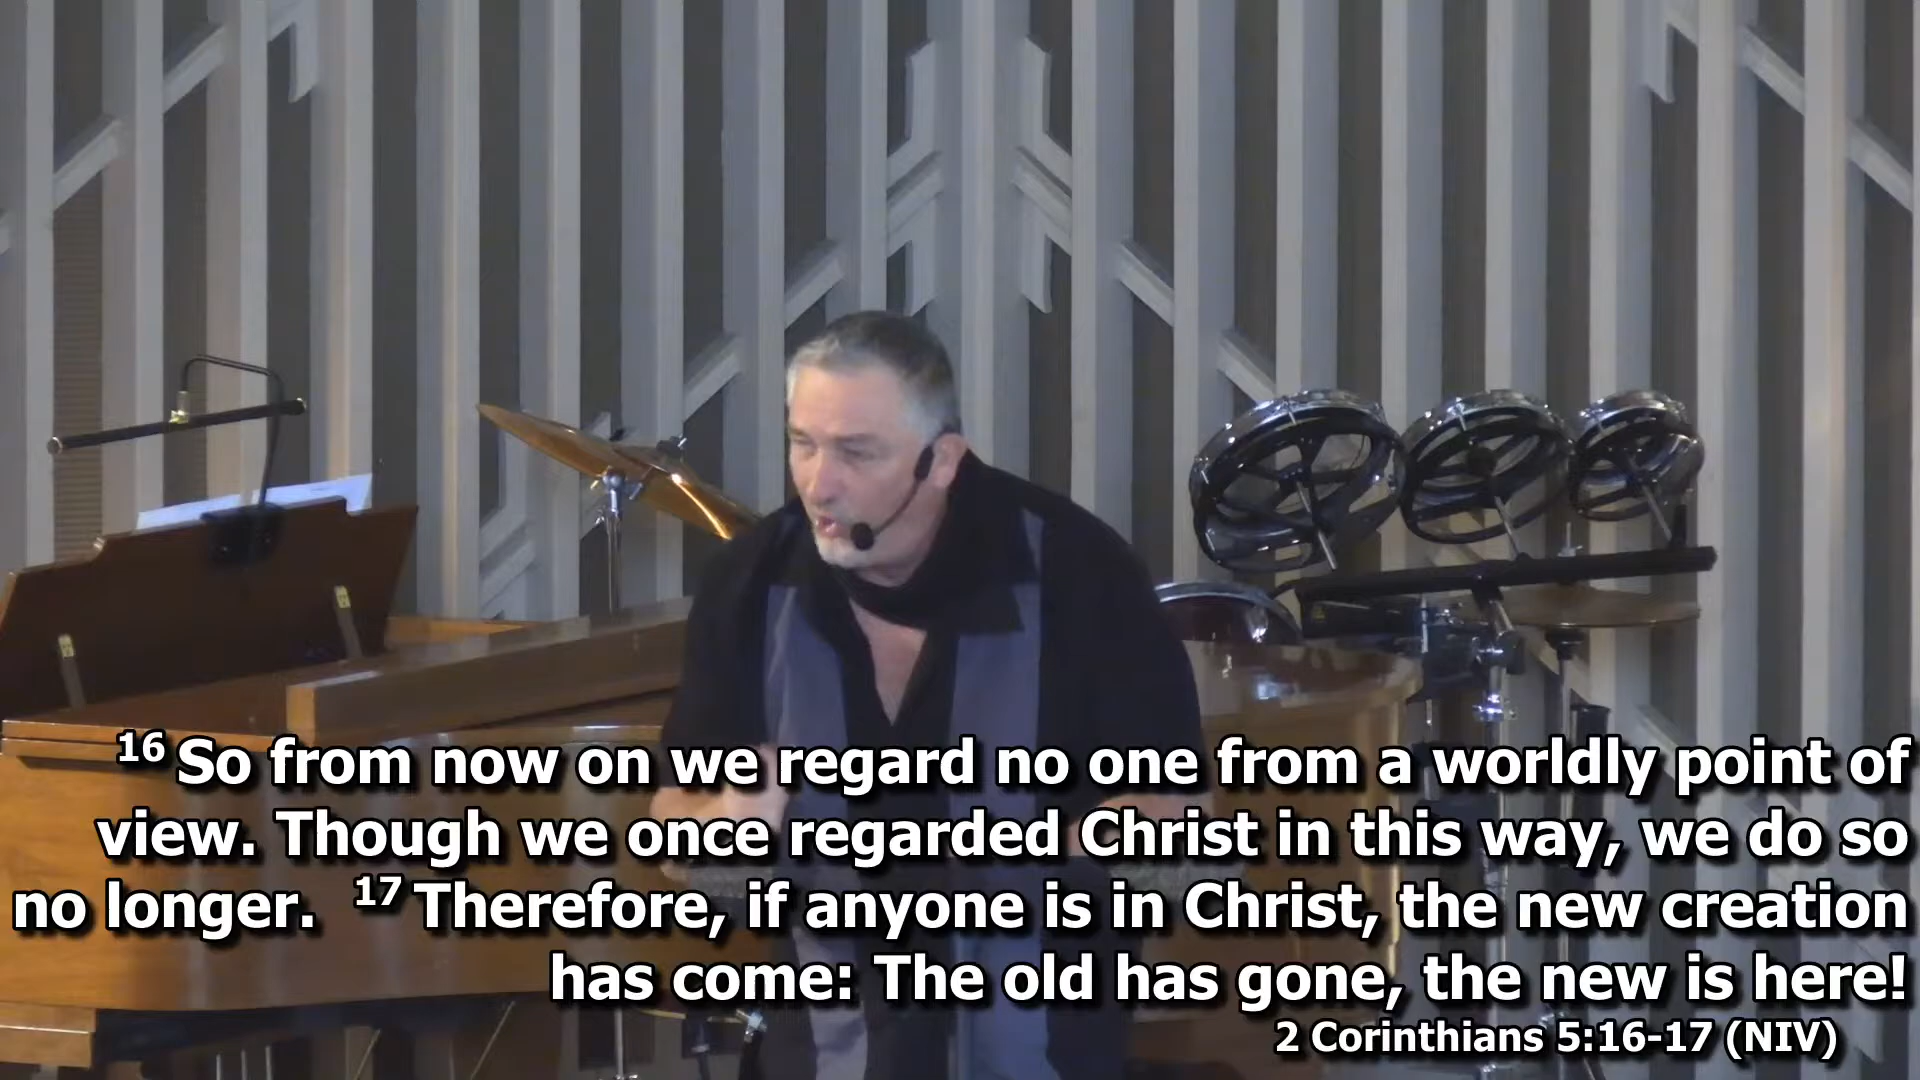 16 So from now on we regard no one from a worldly point of
view. Though we once regarded Christ in this way, we do so
no longer. 17 Therefore, if anyone is in Christ, the new creation
has come: The old has gone, the new is here!
2 Corinthians 5:16-17 (NIV)